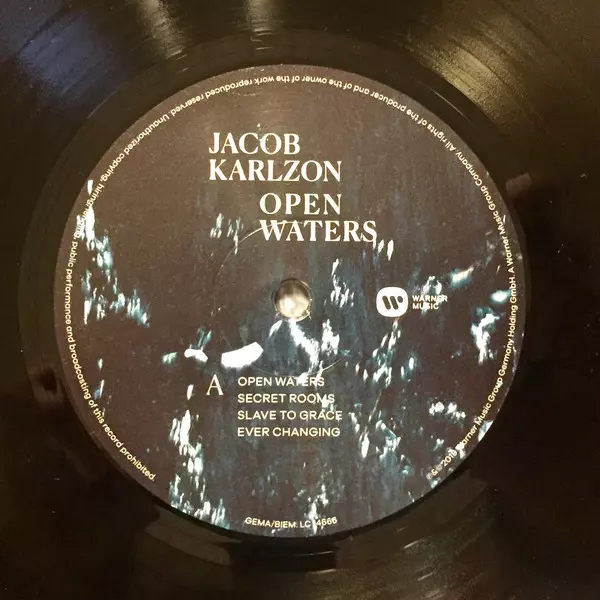 JACOB
KARLZON
OPEN
WATERS
WARNER
MUSIC
A
OPEN WATERS
SECRET ROOMS
SLAVE TO GRACE
EVER CHANGING
GEMA/BIEM. LC 14666
Warner Music Group Germany Holding GmbH. A Warner Music Group Company. All rights of the producer and of the owner of the work reproduced reserved. Unauthorized copying, hiring, public performance and broadcasting of this record prohibited.